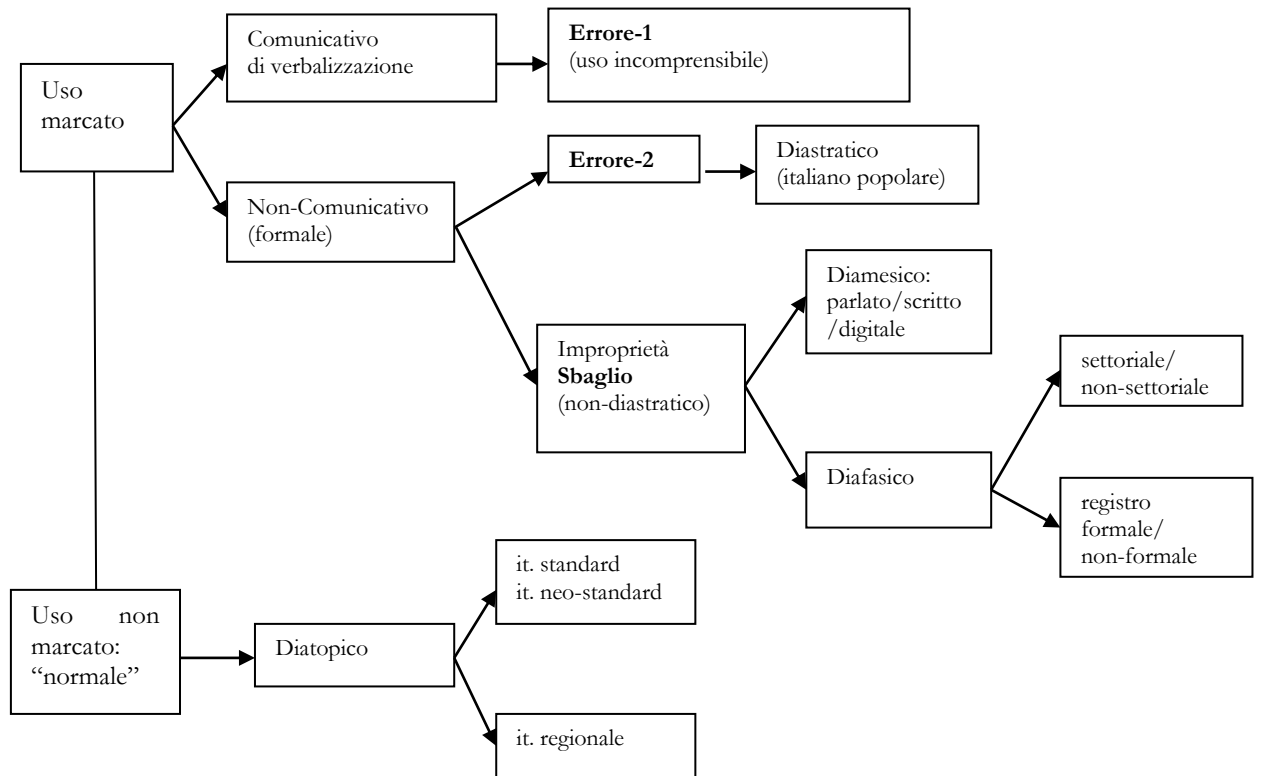 Comunicativo
di verbalizzazione
Errore-1
(uso incomprensibile)
Uso
marcato
Errore-2
Diastratico
(italiano popolare)
Non-Comunicativo
(formale)
Diamesico:
parlato/scritto
/digitale
Improprietà
Sbaglio
(non-diastratico)
settoriale/
non-settoriale
Diafasico
registro
formale/
non-formale
it. standard
it. neo-standard
Uso non
marcato:
“normale”
Diatopico
it. regionale